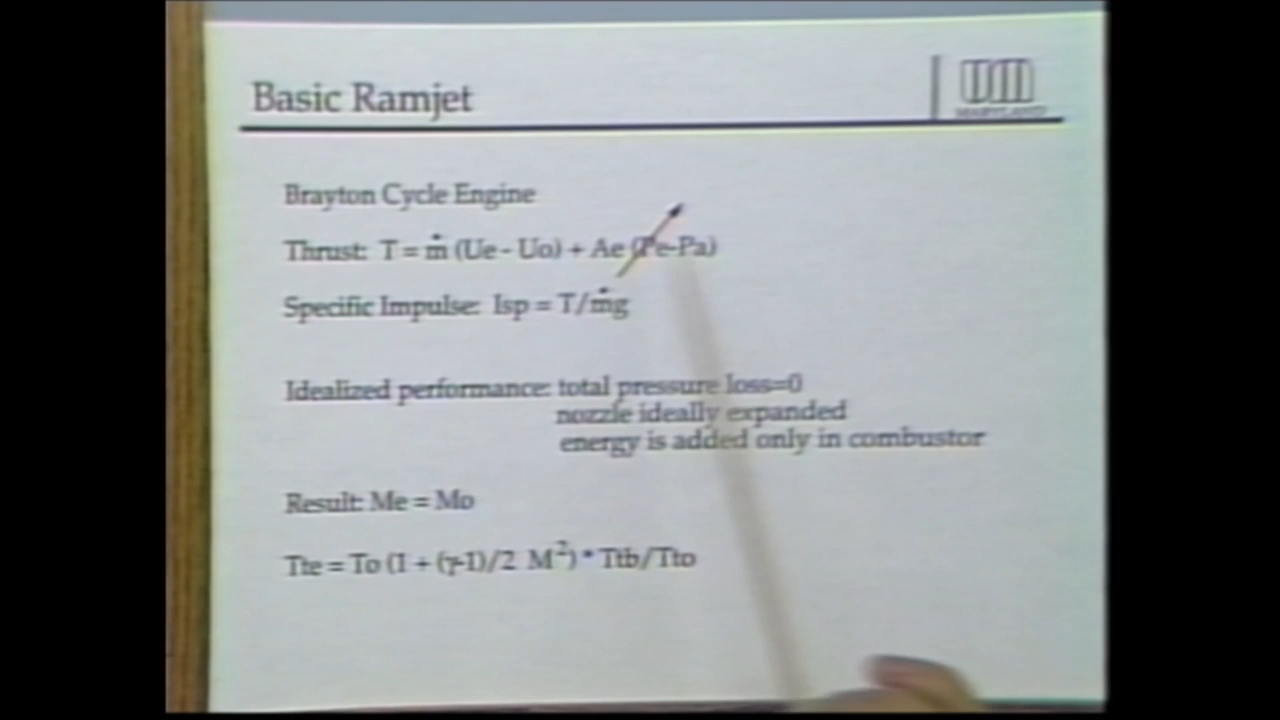 Basic Ramjet
UM
MARYLAND
Brayton Cycle Engine
Thrust: T = ṁ (Ue - Uo) + Ae (Pe-Pa)
Specific Impulse: Isp = T/ṁg
Idealized performance: total pressure loss=0
nozzle ideally expanded
energy is added only in combustor
Result: Me = Mo
Tte = To (1 + (γ-1)/2 M²) * Ttb/Tto